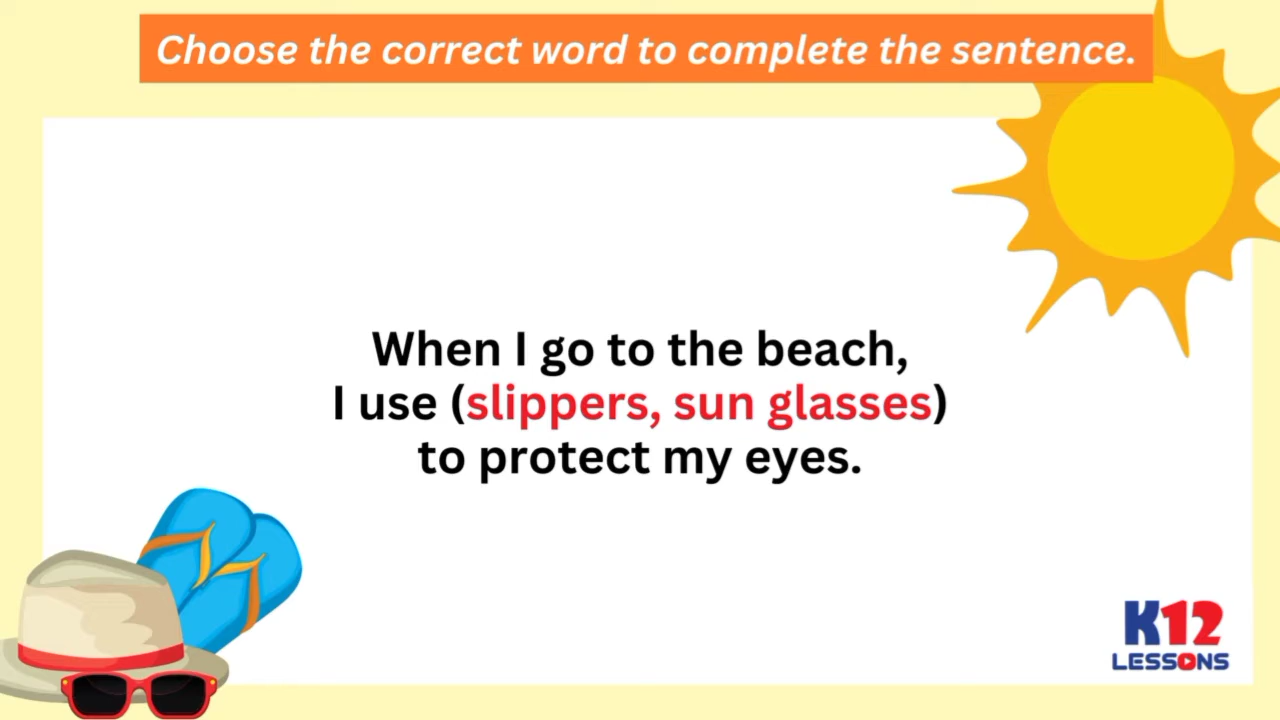 Choose the correct word to complete the sentence.
When I go to the beach,
I use (slippers, sun glasses)
to protect my eyes.
K12
LESSONS